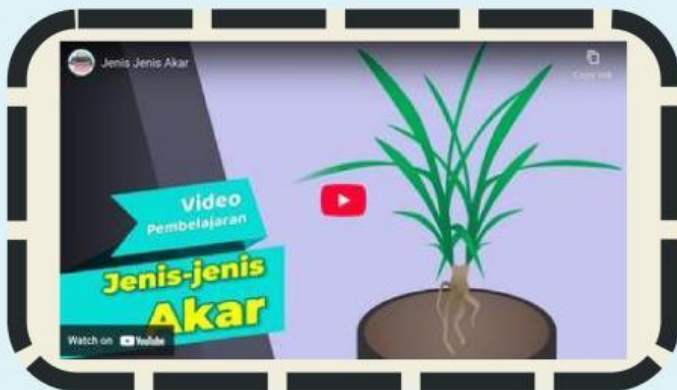 Jenis Jenis Akar
Copy link
Video
Pembelajaran
Jenis-jenis
Akar
Watch on YouTube